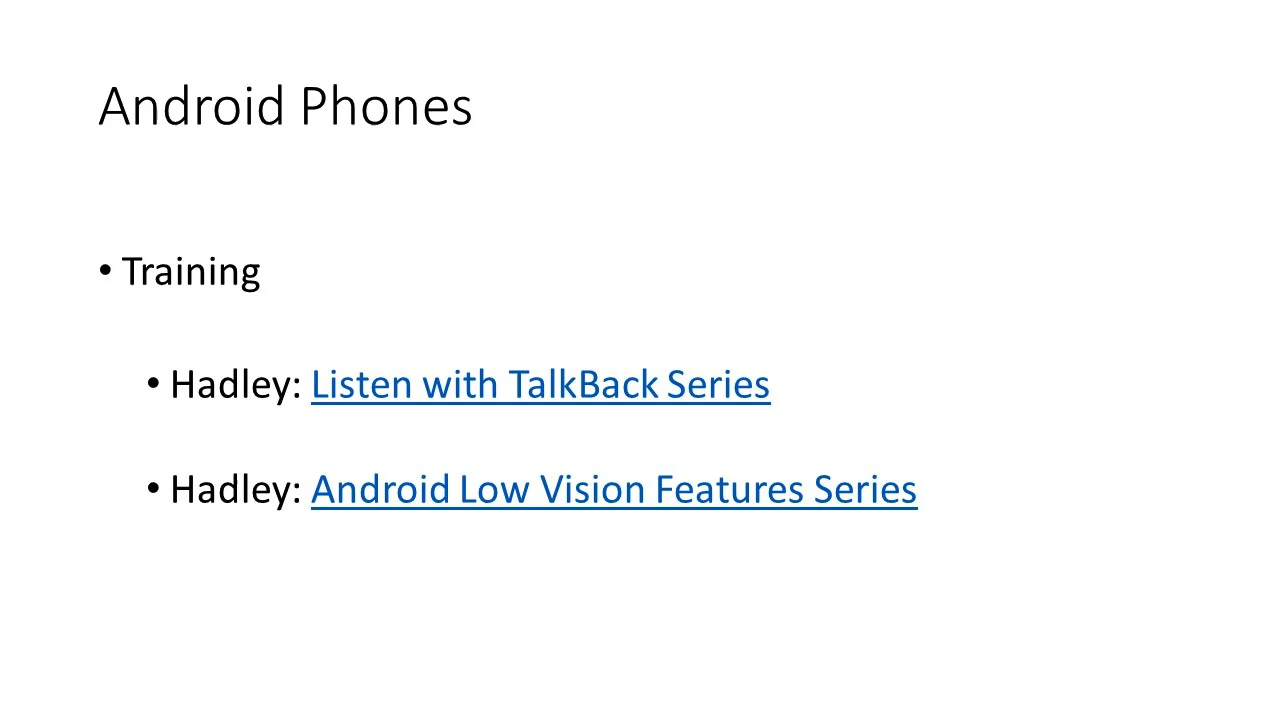 Android Phones
• Training
• Hadley: Listen with TalkBack Series
• Hadley: Android Low Vision Features Series